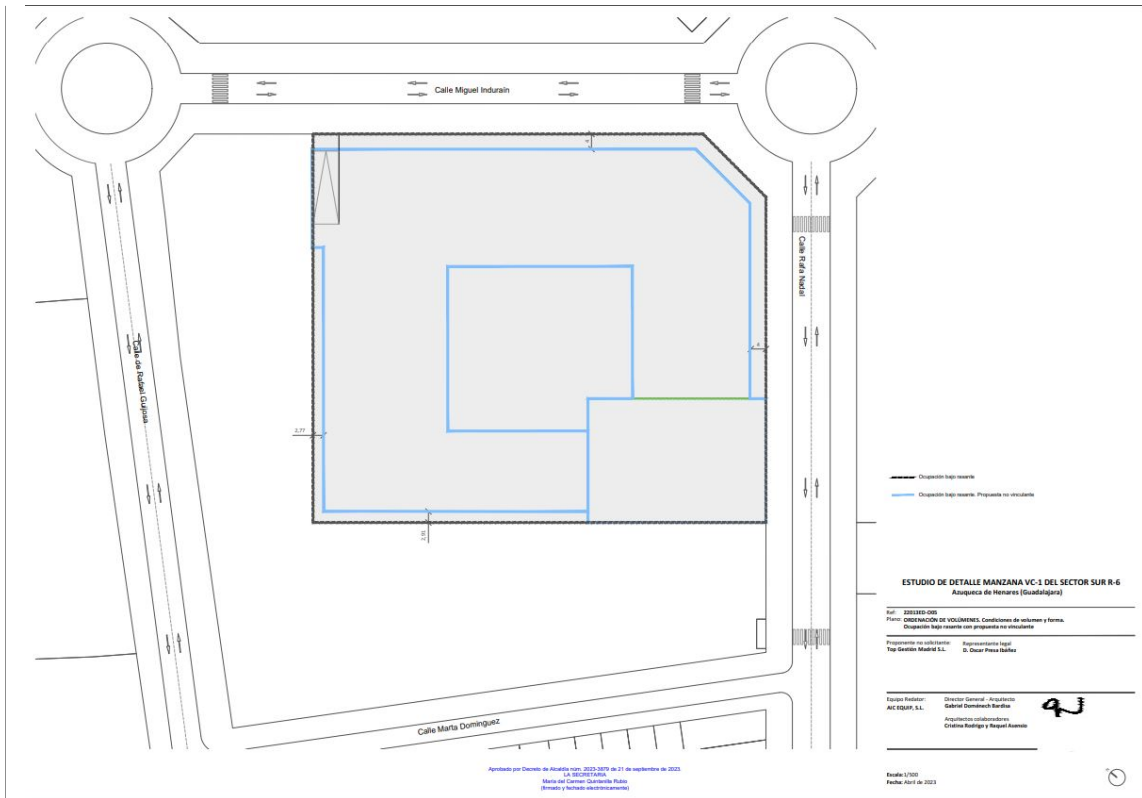 Calle Miguel Induraín
4
Calle Rafa Nadal
Calle de Rafael Guijosa
4
2,77
Calle Marta Dominguez
Ocupación bajo rasante
Ocupación bajo rasante. Propuesta no vinculante
ESTUDIO DE DETALLE MANZANA VC-1 DEL SECTOR SUR R-6
Azuqueca de Henares (Guadalajara)
Ref: 22013ED-O05
Plano: ORDENACIÓN DE VOLÚMENES. Condiciones de volumen y forma.
Ocupación bajo rasante con propuesta no vinculante
Proponente no solicitante: Representante legal
Top Gestión Madrid S.L. D. Oscar Presa Ibáñez
Equipo Redator: Director General - Arquitecto
AIC EQUIP, S.L. Gabriel Doménech Bardisa
Arquitectos colaboradores
Cristina Rodrigo y Raquel Asensio
Aprobado por Decreto de Alcaldía núm. 2023-3879 de 21 de septiembre de 2023.
LA SECRETARIA
María del Carmen Quintanilla Rubio
(firmado y fechado electrónicamente)
Escala: 1/500
Fecha: Abril de 2023